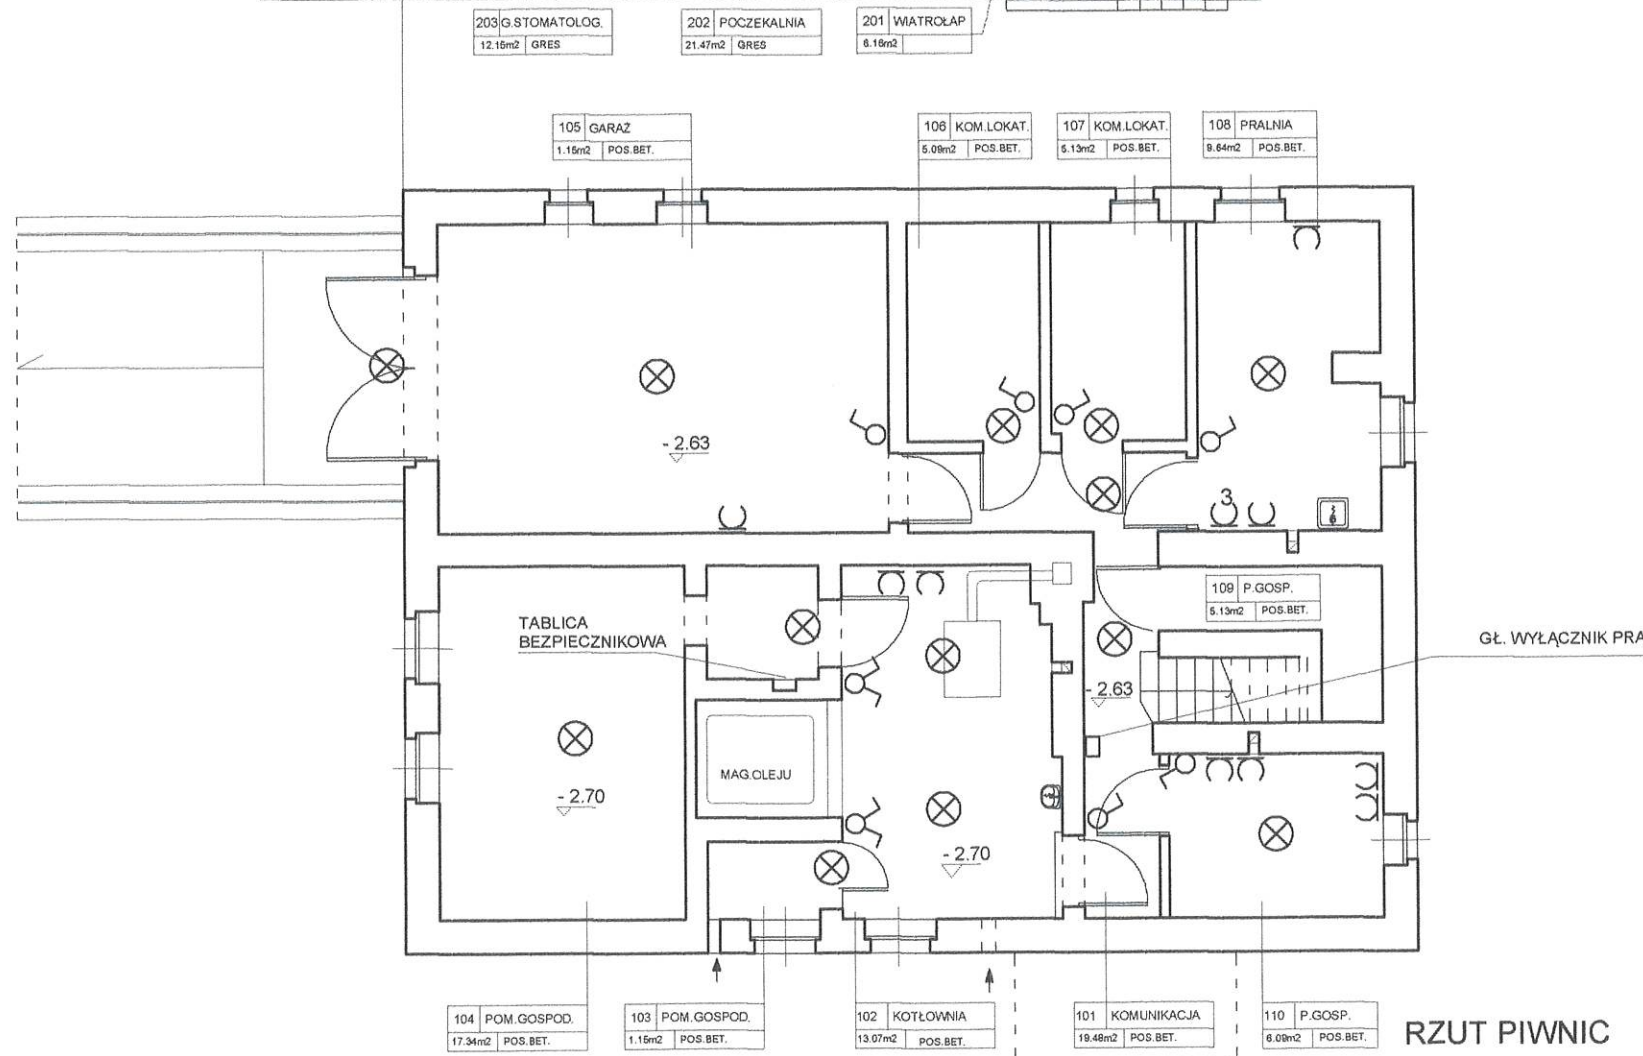 203 G.STOMATOLOG.
12.15m2 GRES
202 POCZEKALNIA
21.47m2 GRES
201 WIATROŁAP
6.16m2
105 GARAŻ
1.15m2 POS.BET.
106 KOM.LOKAT.
5.09m2 POS.BET.
107 KOM.LOKAT.
5.13m2 POS.BET.
108 PRALNIA
9.64m2 POS.BET.
- 2.63
3
TABLICA
BEZPIECZNIKOWA
109 P.GOSP.
5.13m2 POS.BET.
GŁ. WYŁĄCZNIK PRA
- 2.63
MAG.OLEJU
- 2.70
- 2.70
104 POM.GOSPOD.
17.34m2 POS.BET.
103 POM.GOSPOD.
1.15m2 POS.BET.
102 KOTŁOWNIA
13.07m2 POS.BET.
101 KOMUNIKACJA
19.48m2 POS.BET.
110 P.GOSP.
6.09m2 POS.BET.
RZUT PIWNIC